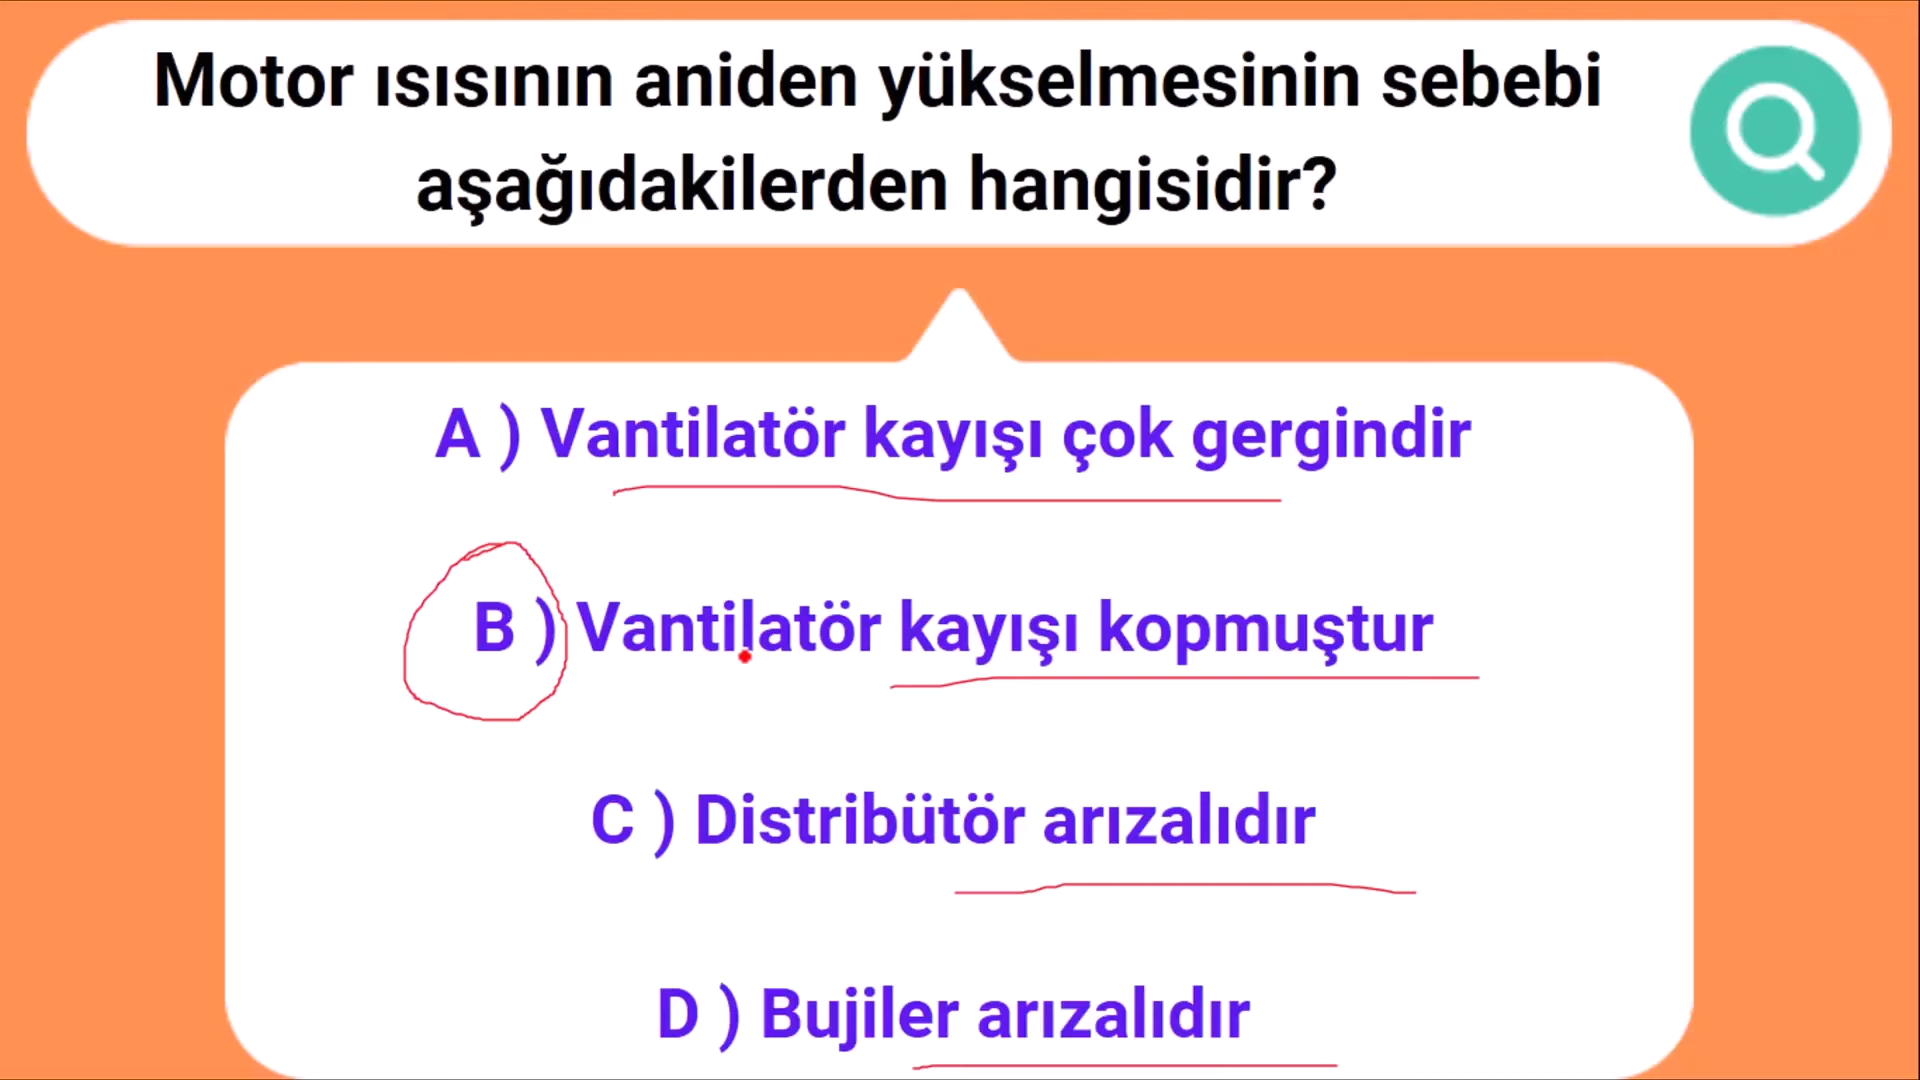 Motor ısısının aniden yükselmesinin sebebi
aşağıdakilerden hangisidir?
A ) Vantilatör kayışı çok gergindir
B ) Vantilatör kayışı kopmuştur
C ) Distribütör arızalıdır
D ) Bujiler arızalıdır